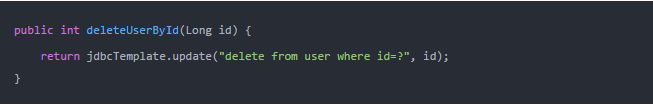 public int deleteUserById(Long id) {
    return jdbcTemplate.update("delete from user where id=?", id);
}